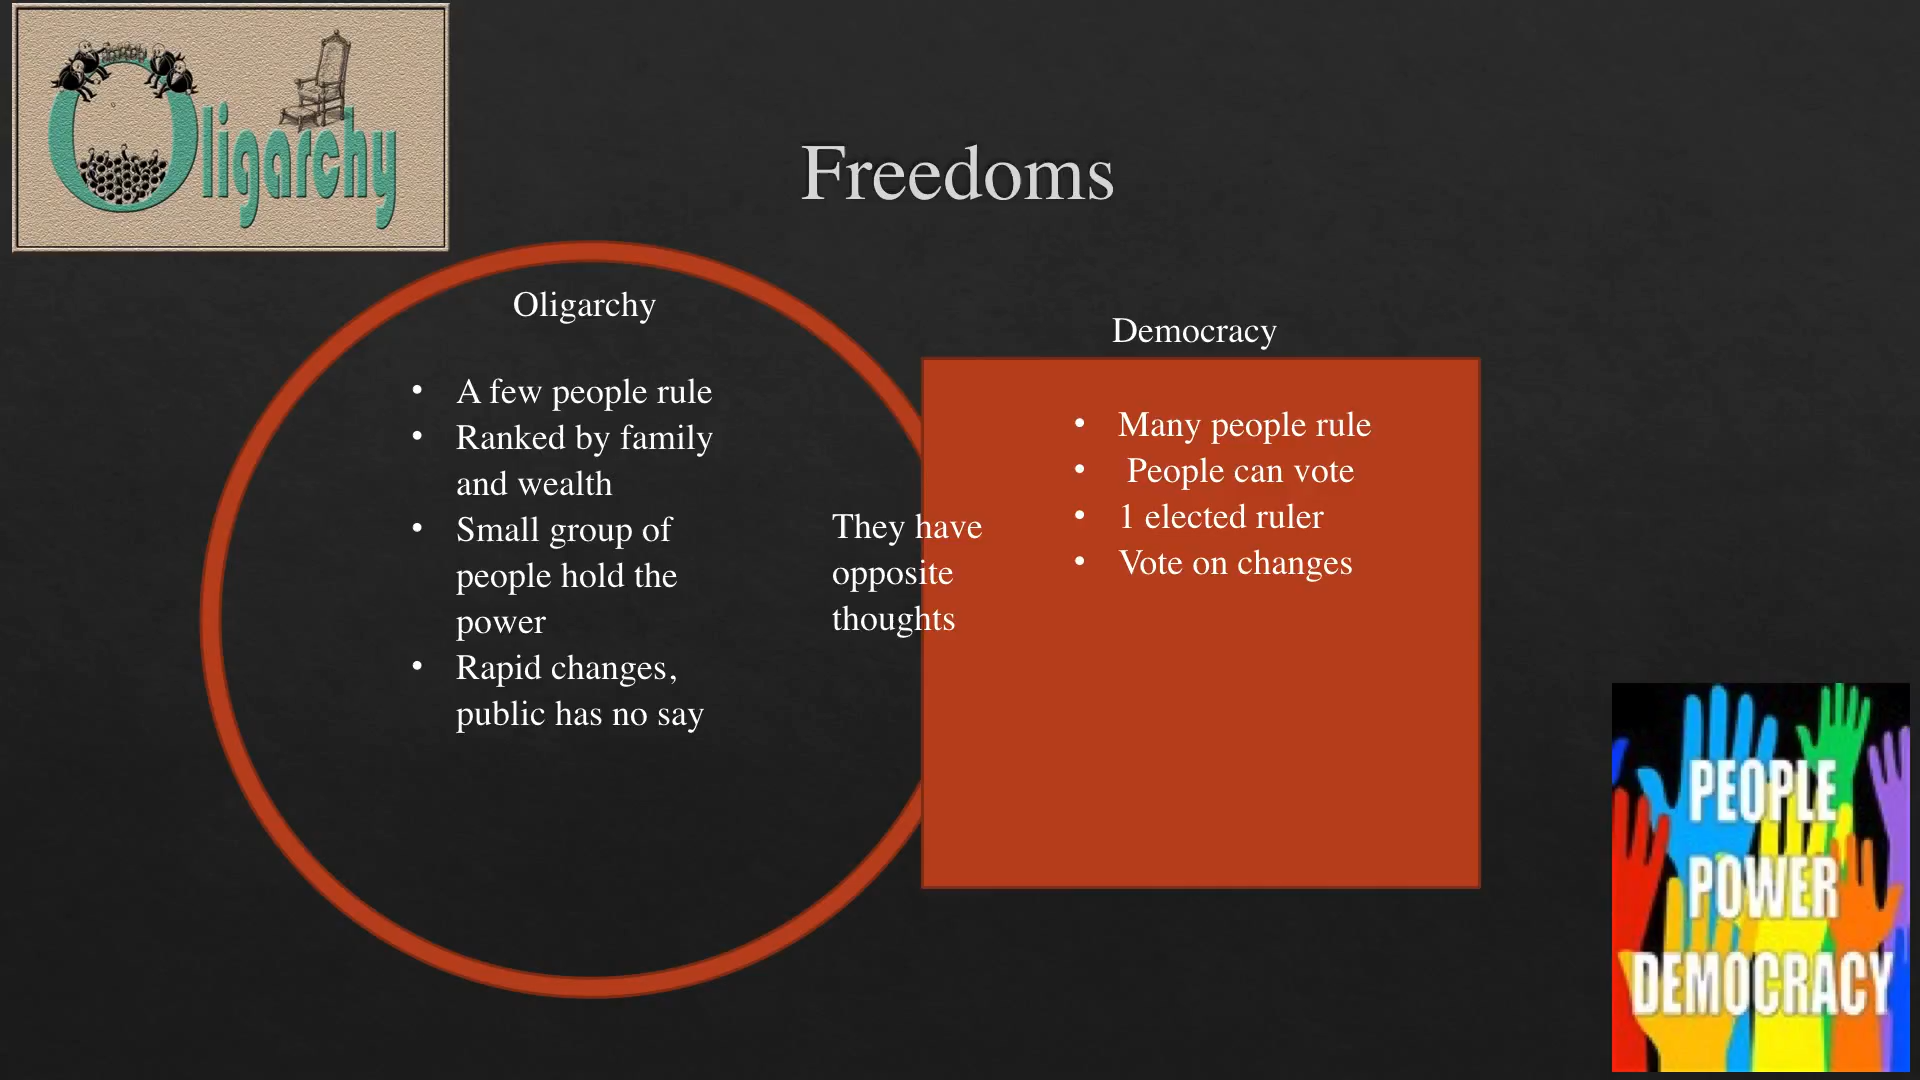 Oligarchy
Freedoms
Oligarchy
• A few people rule
• Ranked by family
and wealth
• Small group of
people hold the
power
• Rapid changes,
public has no say
They have
opposite
thoughts
Democracy
• Many people rule
• People can vote
• 1 elected ruler
• Vote on changes
PEOPLE
POWER
DEMOCRACY